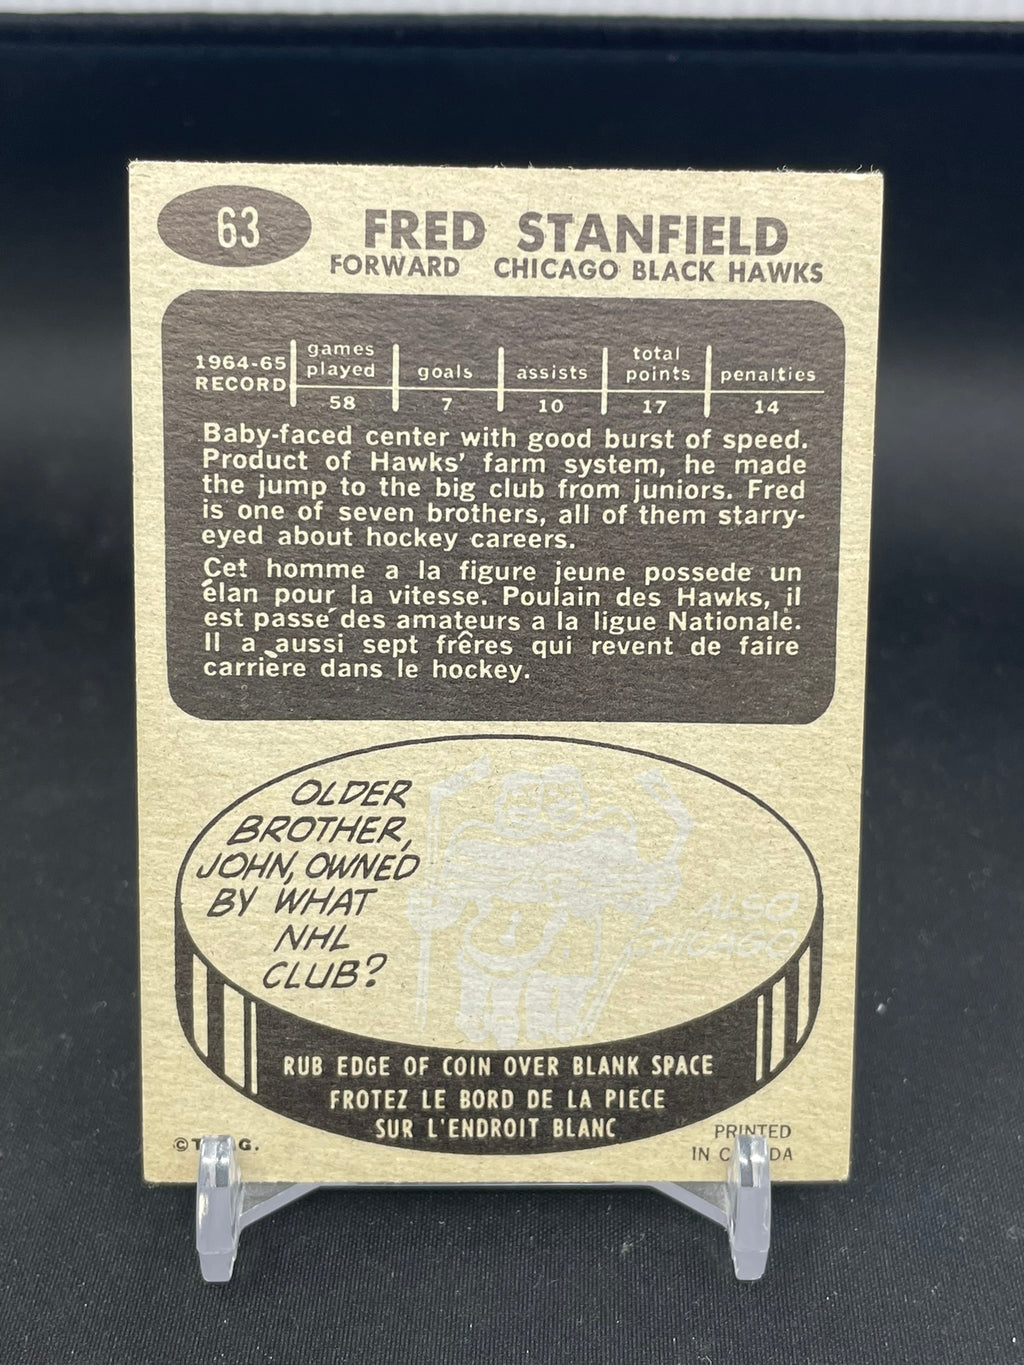 63
FRED STANFIELD
FORWARD CHICAGO BLACK HAWKS
1964-65 RECORD
games played goals assists total points penalties
58 7 10 17 14
Baby-faced center with good burst of speed.
Product of Hawks' farm system, he made
the jump to the big club from juniors. Fred
is one of seven brothers, all of them starry-
eyed about hockey careers.
Cet homme a la figure jeune possede un
élan pour la vitesse. Poulain des Hawks, il
est passé des amateurs a la ligue Nationale.
Il a aussi sept frêres qui revent de faire
carrière dans le hockey.
OLDER
BROTHER,
JOHN, OWNED
BY WHAT
NHL
CLUB?
ALSO
CHICAGO
RUB EDGE OF COIN OVER BLANK SPACE
FROTEZ LE BORD DE LA PIECE
SUR L'ENDROIT BLANC
© G.
PRINTED
IN